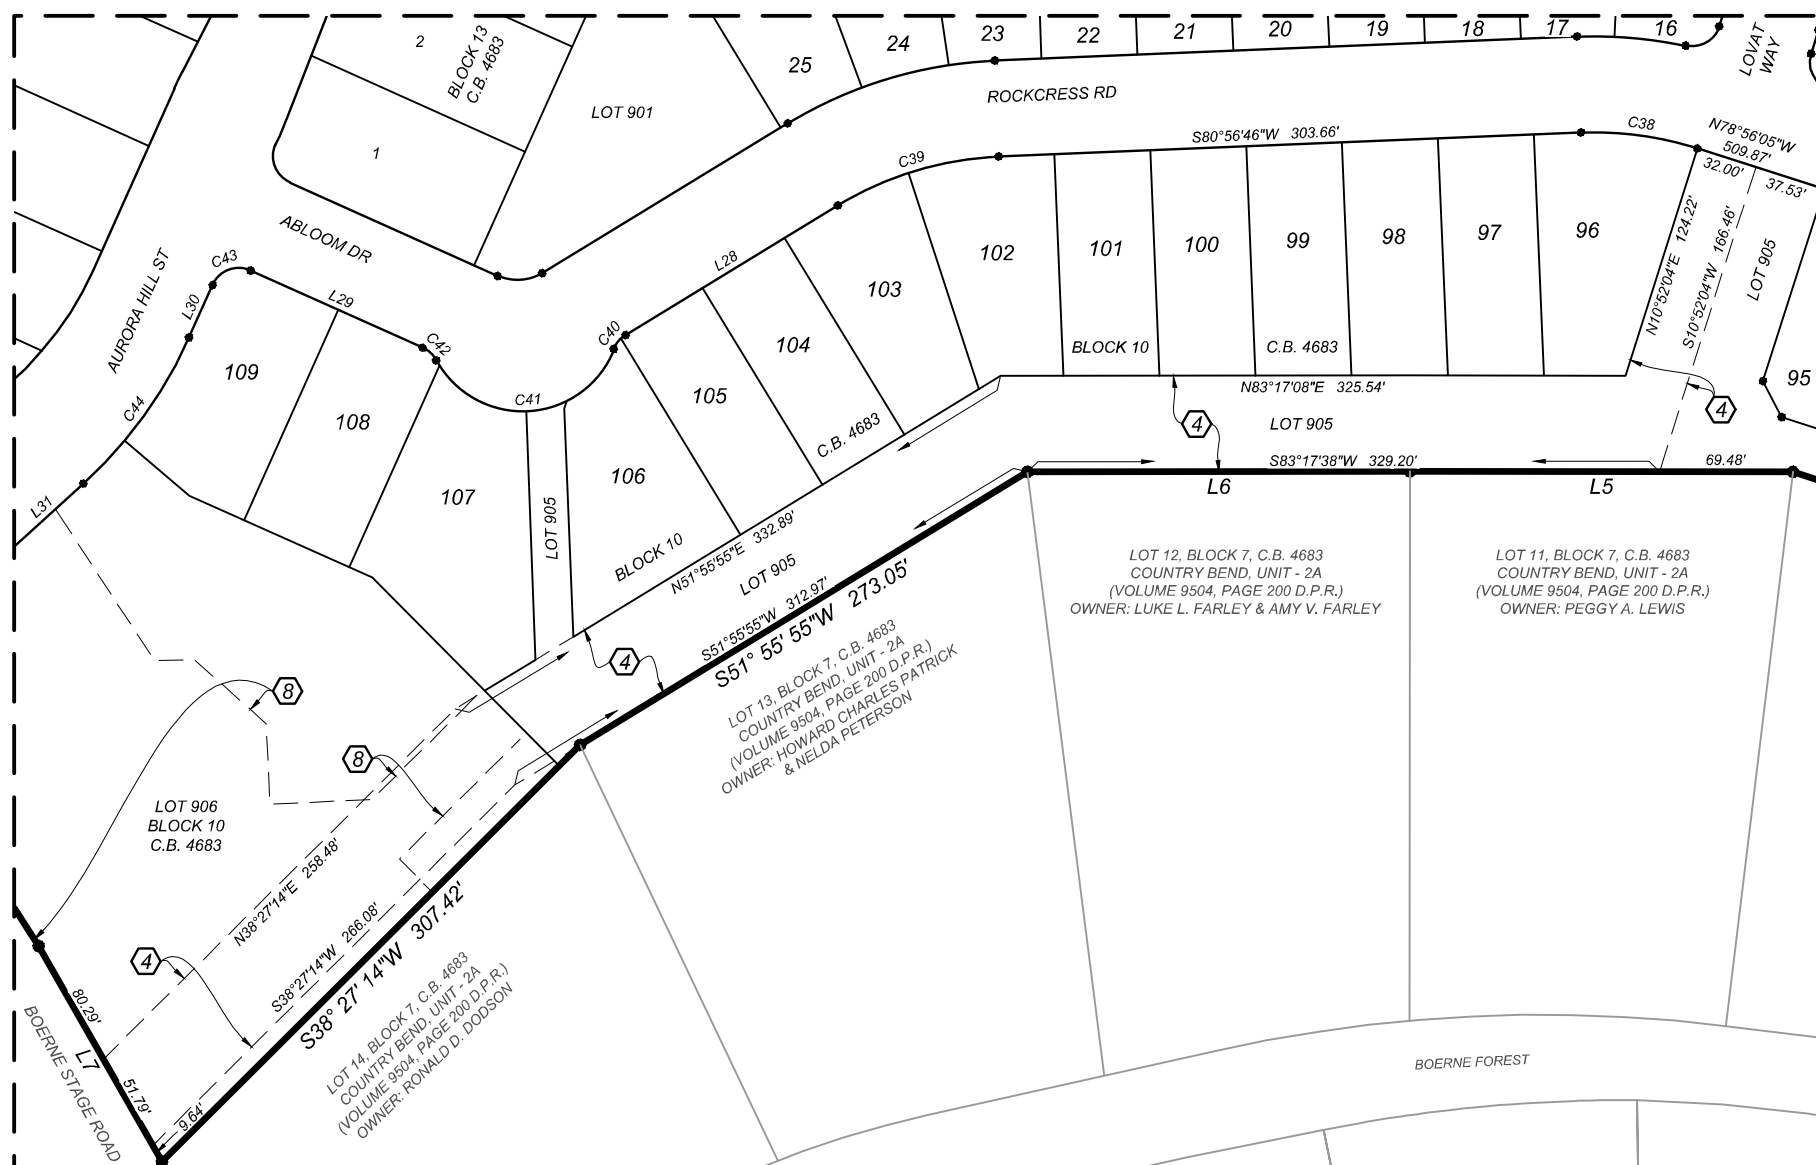 2
BLOCK 13
C.B. 4683
1
LOT 901
25
24
23
22
21
20
19
18
17
16
LOVAT
WAY
ROCKCRESS RD
S80°56'46"W 303.66'
C38
N78°56'05"W
509.87'
32.00'
37.53'
C39
ABLOOM DR
AURORA HILL ST
C43
L30
L29
C42
C40
L28
C41
C44
L31
109
108
107
106
105
104
103
102
101
100
99
98
97
96
95
N10°52'04"E 124.22'
S10°52'04"W 166.46'
LOT 905
BLOCK 10
C.B. 4683
N83°17'08"E 325.54'
4
4
LOT 905
S83°17'38"W 329.20'
69.48'
L6
L5
C.B. 4683
LOT 905
BLOCK 10
N51°55'55"E 332.89'
LOT 905
S51°55'55"W 312.97'
S51° 55' 55"W 273.05'
4
LOT 12, BLOCK 7, C.B. 4683
COUNTRY BEND, UNIT - 2A
(VOLUME 9504, PAGE 200 D.P.R.)
OWNER: LUKE L. FARLEY & AMY V. FARLEY
LOT 11, BLOCK 7, C.B. 4683
COUNTRY BEND, UNIT - 2A
(VOLUME 9504, PAGE 200 D.P.R.)
OWNER: PEGGY A. LEWIS
LOT 13, BLOCK 7, C.B. 4683
COUNTRY BEND, UNIT - 2A
(VOLUME 9504, PAGE 200 D.P.R.)
OWNER: HOWARD CHARLES PATRICK
& NELDA PETERSON
8
8
LOT 906
BLOCK 10
C.B. 4683
N38°27'14"E 258.48'
S38°27'14"W 266.08'
S38° 27' 14"W 307.42'
4
80.29'
L7
51.79'
9.64'
BOERNE STAGE ROAD
LOT 14, BLOCK 7, C.B. 4683
COUNTRY BEND, UNIT - 2A
(VOLUME 9504, PAGE 200 D.P.R.)
OWNER: RONALD D. DODSON
BOERNE FOREST